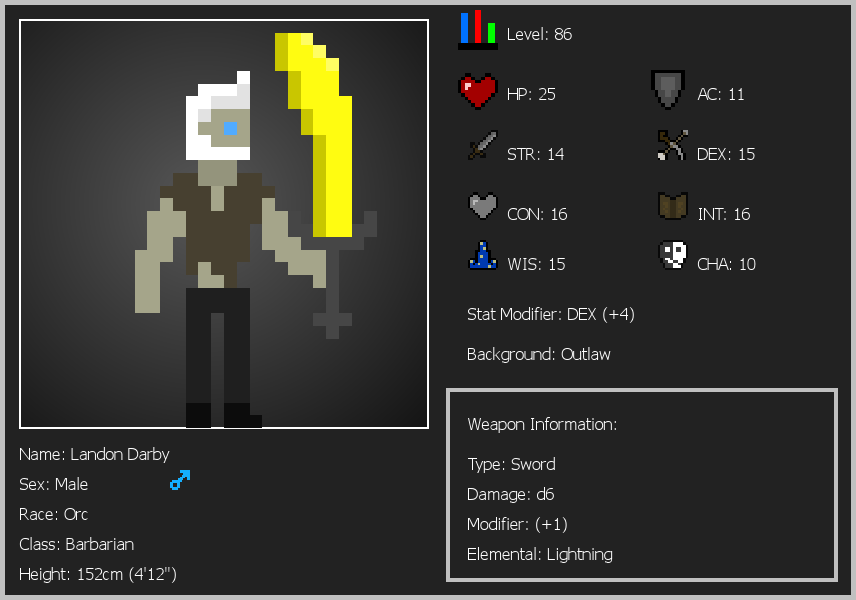 Level: 86
HP: 25
AC: 11
STR: 14
DEX: 15
CON: 16
INT: 16
WIS: 15
CHA: 10
Stat Modifier: DEX (+4)
Background: Outlaw
Weapon Information:
Type: Sword
Damage: d6
Modifier: (+1)
Elemental: Lightning
Name: Landon Darby
Sex: Male
Race: Orc
Class: Barbarian
Height: 152cm (4'12")